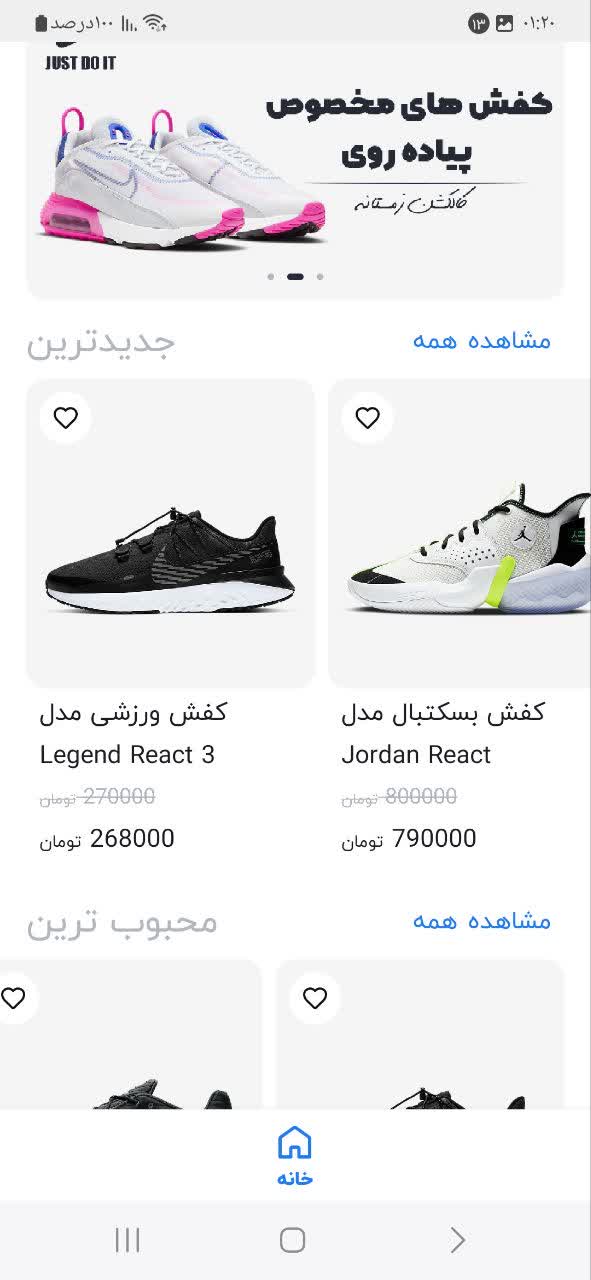 ۰۱:۲۰
۱۳
۱۰۰درصد
JUST DO IT
کفش های مخصوص
پیاده روی
کالکشن زمستانه
جدیدترین
مشاهده همه
کفش ورزشی مدل
Legend React 3
270000 تومان
268000 تومان
کفش بسکتبال مدل
Jordan React
800000 تومان
790000 تومان
محبوب ترین
مشاهده همه
خانه